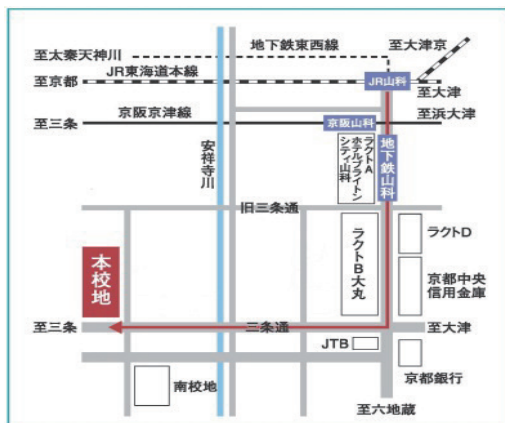 地下鉄東西線
至大津京
至太秦天神川
JR東海道本線
JR山科
至京都
至大津
京阪京津線
京阪山科
至三条
至浜大津
安祥寺川
ラクトA
ホテルブライトン
シティ山科
地下鉄山科
旧三条通
ラクトB大丸
ラクトD
京都中央
信用金庫
本校地
至三条
三条通
至大津
JTB
南校地
京都銀行
至六地蔵